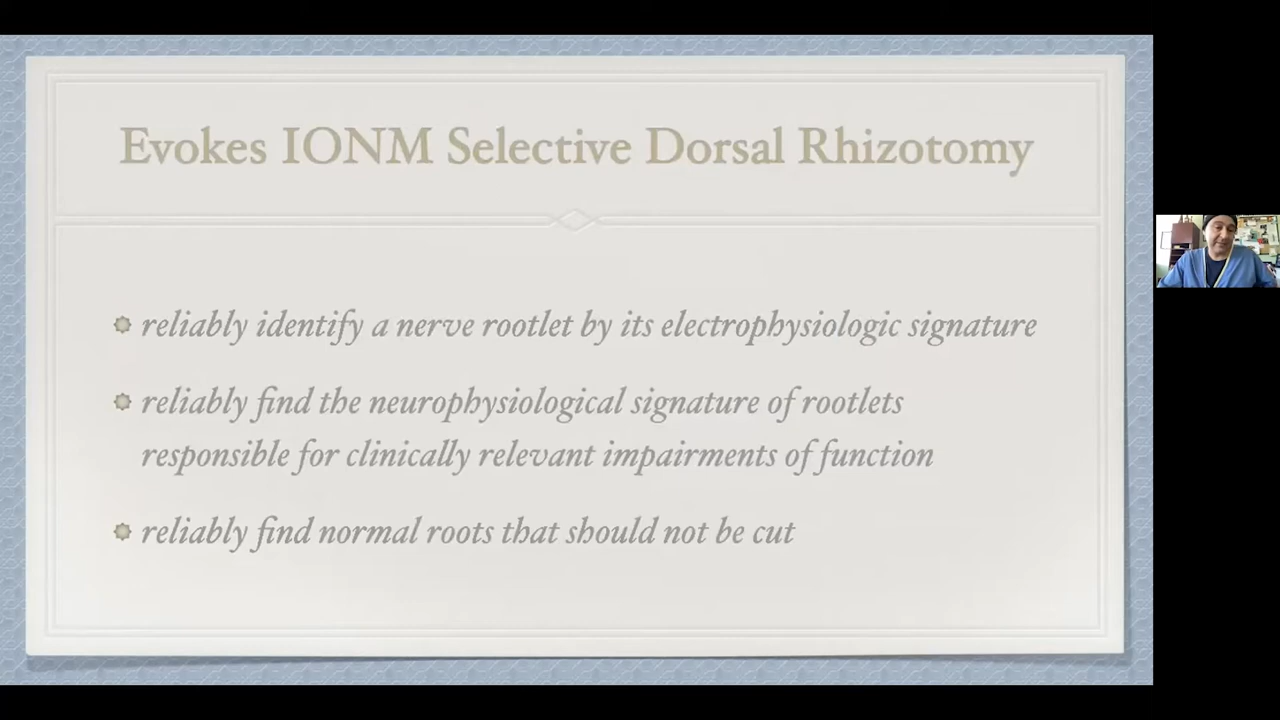 Evokes IONM Selective Dorsal Rhizotomy
reliably identify a nerve rootlet by its electrophysiologic signature
reliably find the neurophysiological signature of rootlets
responsible for clinically relevant impairments of function
reliably find normal roots that should not be cut